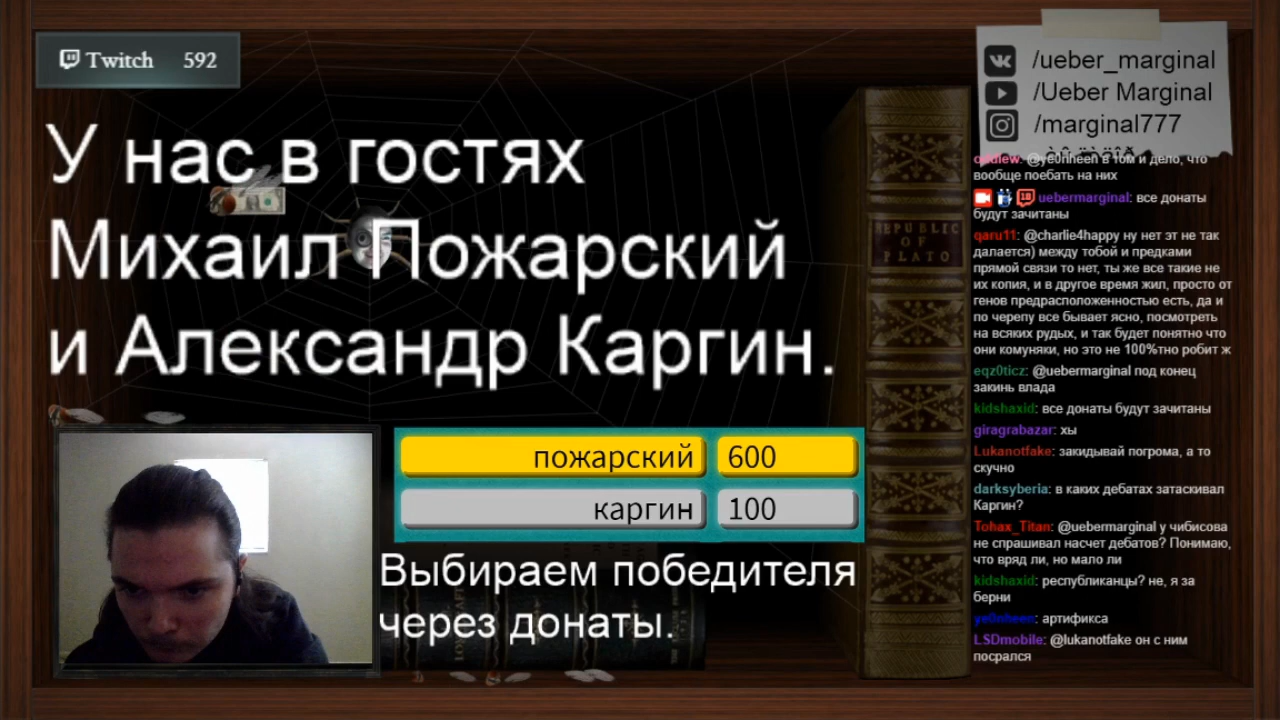 Twitch 592
У нас в гостях
Михаил Пожарский
и Александр Каргин.
пожарский 600
каргин 100
Выбираем победителя
через донаты.
REPUBLIC
OF
PLATO
/ueber_marginal
/Ueber Marginal
/marginal777
@ye0nheen в том и дело, что
вообще поебать на них
uebermarginal: все донаты
будут зачитаны
qaru11: @charlie4happy ну нет эт не так
далается) между тобой и предками
прямой связи то нет, ты же все такие не
их копия, и в другое время жил, просто от
генов предрасположенностью есть, да и
по черепу все бывает ясно, посмотреть
на всяких рудых, и так будет понятно что
они комуняки, но это не 100%тно робит ж
eqz0ticz: @uebermarginal под конец
закинь влада
kidshaxid: все донаты будут зачитаны
giragrabazar: хы
Lukanotfake: закидывай погрома, а то
скучно
darksyberia: в каких дебатах затаскивал
Каргин?
Tohax_Titan: @uebermarginal у чибисова
не спрашивал насчет дебатов? Понимаю,
что вряд ли, но мало ли
kidshaxid: республиканцы? не, я за
берни
ye0nheen: артификса
LSDmobile: @lukanotfake он с ним
посрался